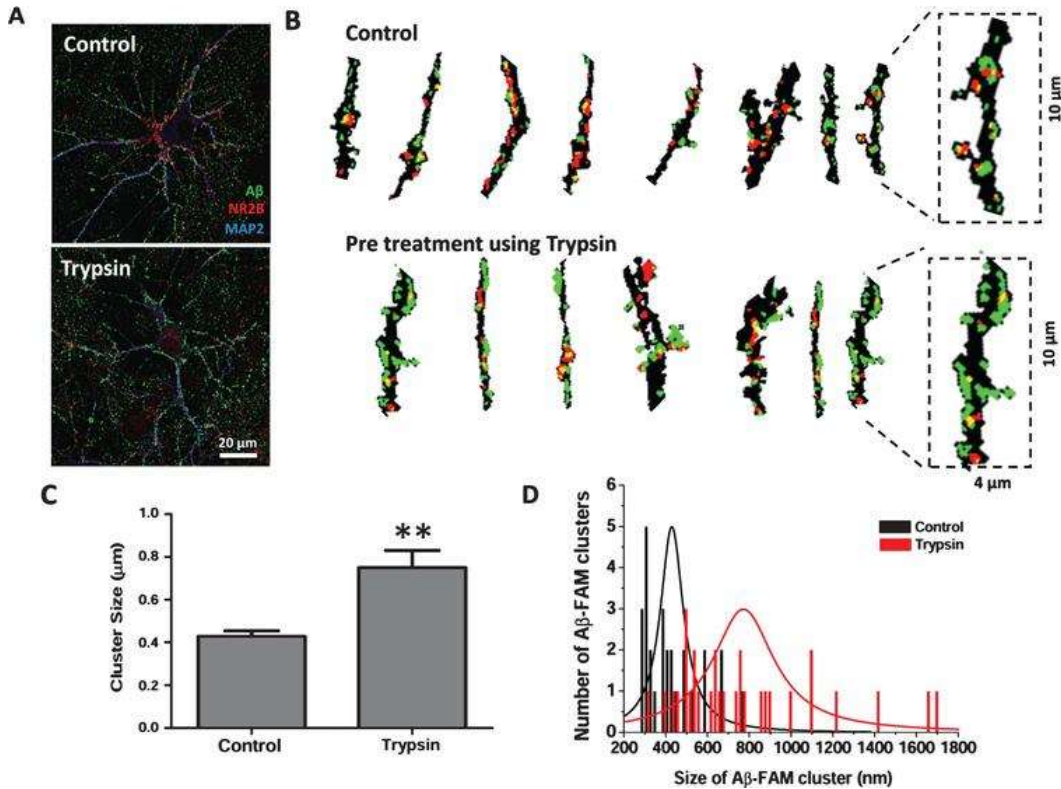 A
Control
Aβ
NR2B
MAP2
Trypsin
20 µm
B
Control
10 µm
Pre treatment using Trypsin
10 µm
4 µm
C
Cluster Size (µm)
1.0
0.8
0.6
0.4
0.2
0.0
**
Control
Trypsin
D
Number of Aβ-FAM clusters
6
5
4
3
2
1
0
Control
Trypsin
200 400 600 800 1000 1200 1400 1600 1800
Size of Aβ-FAM cluster (nm)